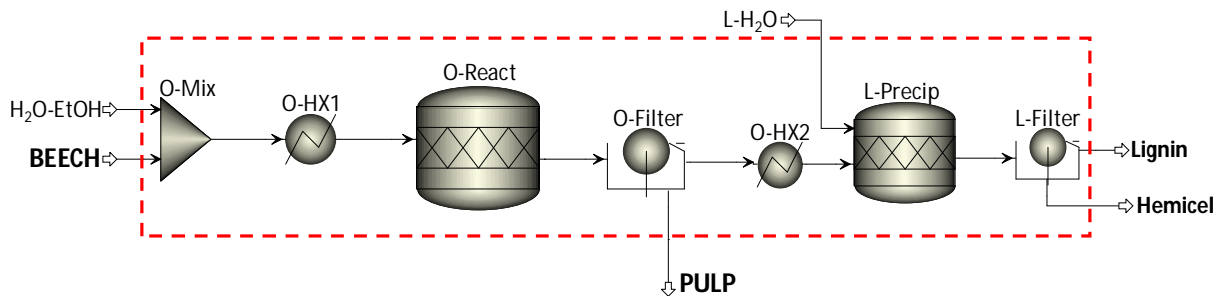 L-H₂O
O-Mix
O-HX1
O-React
O-Filter
O-HX2
L-Precip
L-Filter
H₂O-EtOH
BEECH
Lignin
Hemicel
PULP